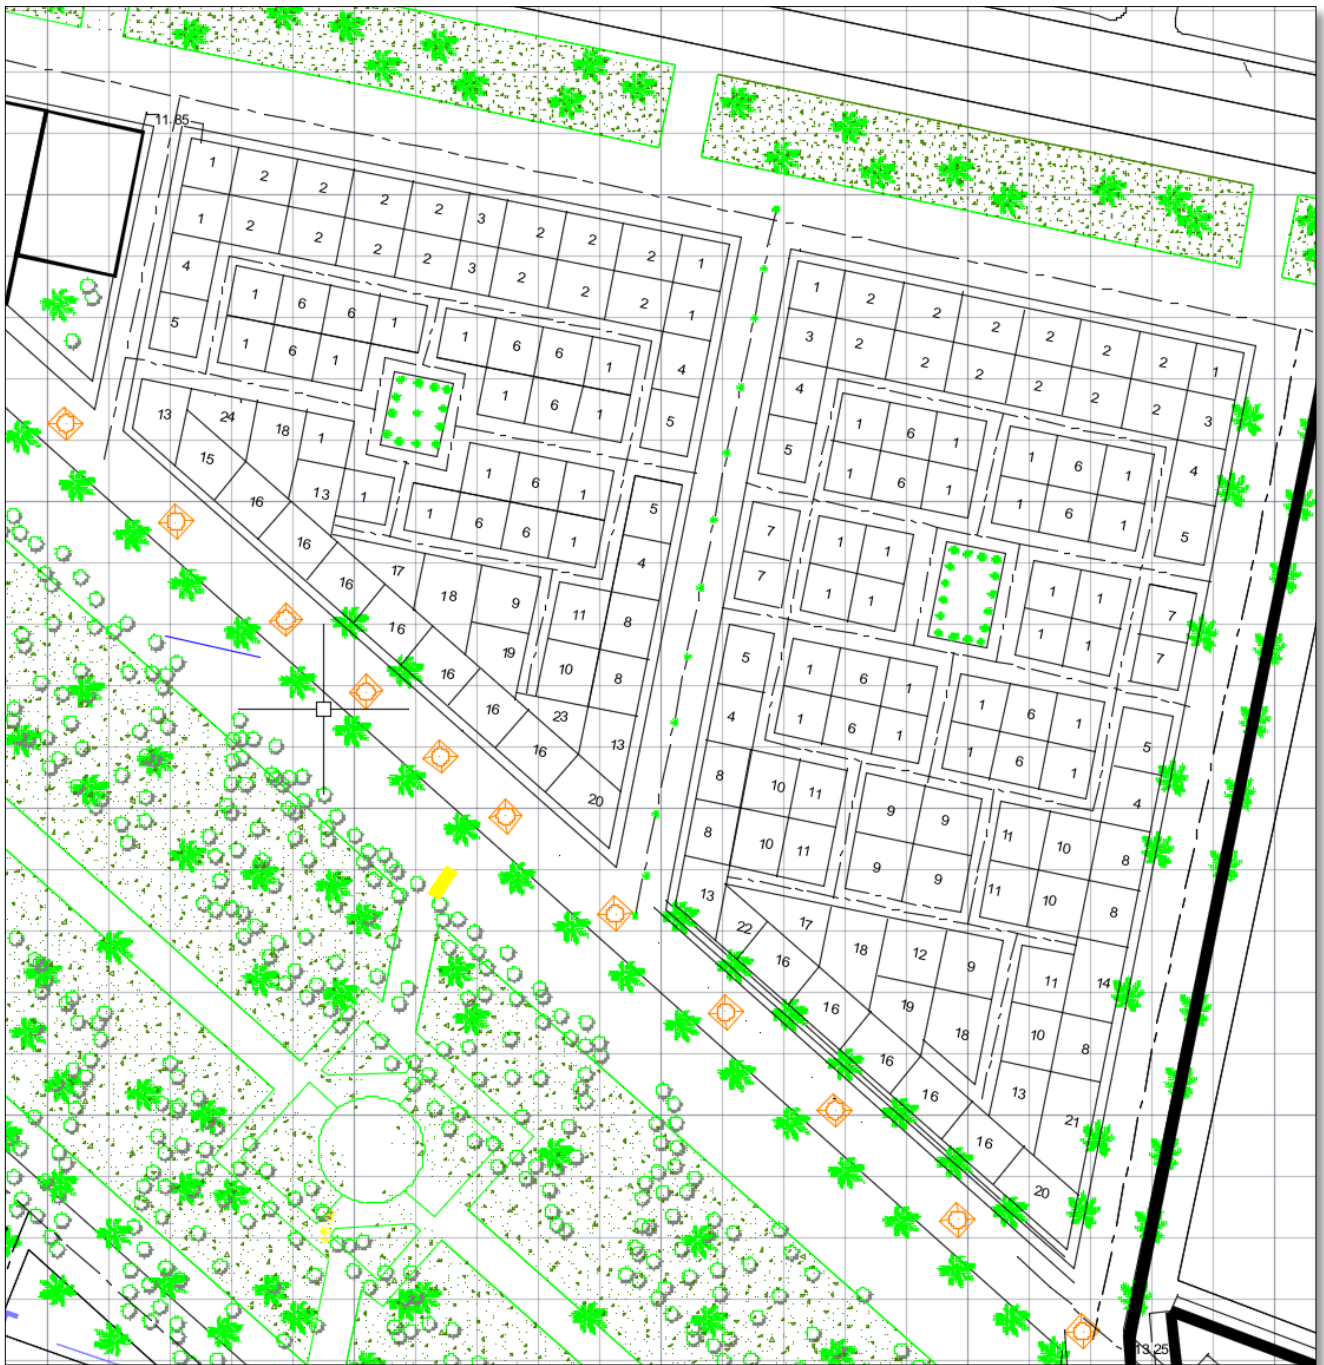 11.85
1 2 2 2 2 3 2 2 2 1
1 2 2 2 2 3 2 2 2 1
4 1 6 6 1 1 6 6 1 4
5 1 6 1 1 6 1 5
13 24 18 1
15 13 1
16 1 6 1 5
16 1 6 6 1 4
16 17 18 9 11 8
16 19 10 8
16 23 13
16
16 20
1 2 2 2 2 2 2 1
3 2 2 2 2 2 2 3
4 1 6 1 1 6 1 4
5 1 6 1 1 6 1 5
7 1 1 1 1 7
7 1 1 1 1 7
5 1 6 1 1 6 1 5
4 1 6 1 1 6 1 4
8 10 11 9 9 11 10 8
8 10 11 9 9 11 10 8
13 22 17 18 12 9 11 14
16 16 19 18 10 8
16 16 13 21
16 20
13.25